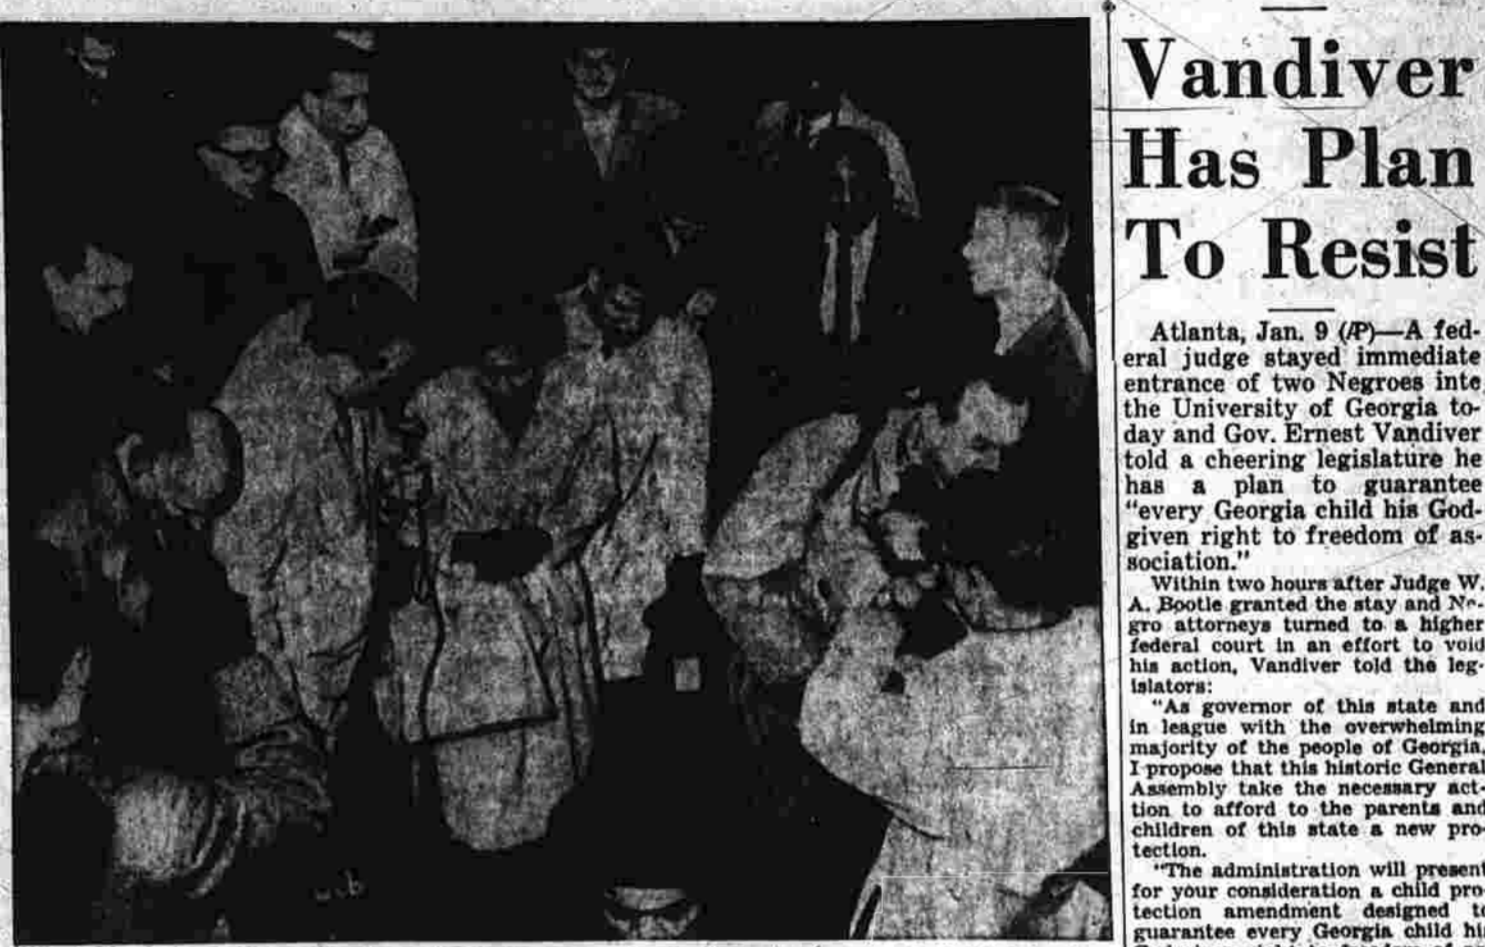 Vandiver
Has Plan
To Resist
Atlanta, Jan. 9 (AP)—A fed-
eral judge stayed immediate
entrance of two Negroes inte
the University of Georgia to-
day and Gov. Ernest Vandiver
told a cheering legislature he
has a plan to guarantee
"every Georgia child his God-
given right to freedom of as-
sociation."
Within two hours after Judge W.
A. Bootle granted the stay and Ne-
gro attorneys turned to a higher
federal court in an effort to void
his action, Vandiver told the leg-
islators:
"As governor of this state and
in league with the overwhelming
majority of the people of Georgia,
I propose that this historic General
Assembly take the necessary act-
tion to afford to the parents and
children of this state a new pro-
tection.
"The administration will present
for your consideration a child pro-
tection amendment designed to
guarantee every Georgia child his